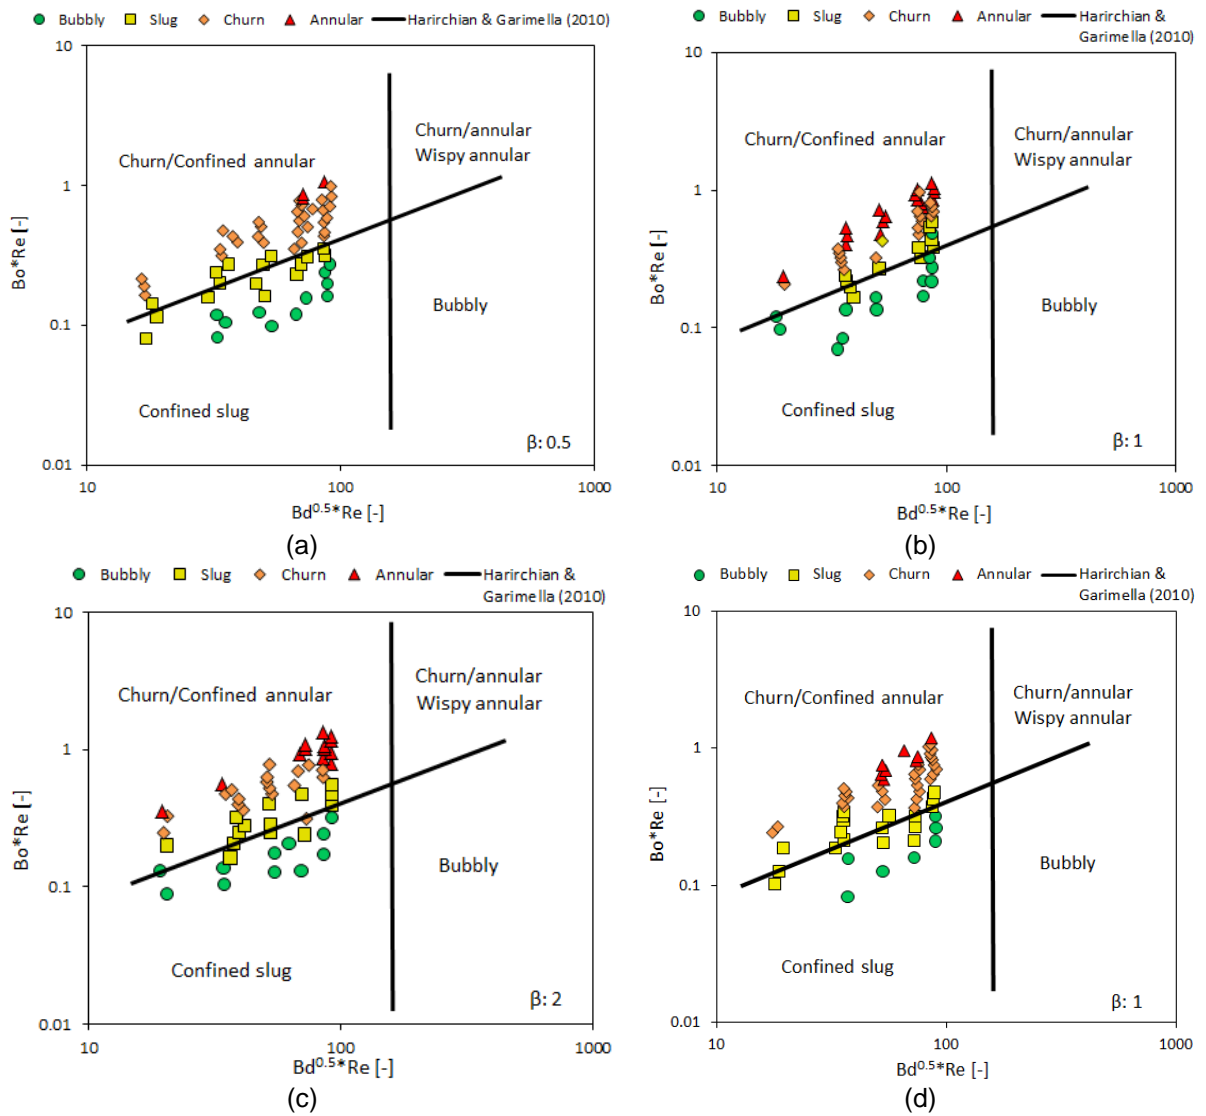 Bubbly Slug Churn Annular Harirchian & Garimella (2010)
10
1
0.1
0.01
Bo*Re [-]
Churn/Confined annular
Churn/annular
Wispy annular
Bubbly
Confined slug
β: 0.5
10 100 1000
Bd0.5*Re [-]
(a)
Bubbly Slug Churn Annular Harirchian &
Garimella (2010)
10
1
0.1
0.01
Bo*Re [-]
Churn/Confined annular
Churn/annular
Wispy annular
Bubbly
Confined slug
β: 1
10 100 1000
Bd0.5*Re [-]
(b)
Bubbly Slug Churn Annular Harirchian &
Garimella (2010)
10
1
0.1
0.01
Bo*Re [-]
Churn/Confined annular
Churn/annular
Wispy annular
Bubbly
Confined slug
β: 2
10 100 1000
Bd0.5*Re [-]
(c)
Bubbly Slug Churn Annular Harirchian &
Garimella (2010)
10
1
0.1
0.01
Bo*Re [-]
Churn/Confined annular
Churn/annular
Wispy annular
Bubbly
Confined slug
β: 1
10 100 1000
Bd0.5*Re [-]
(d)